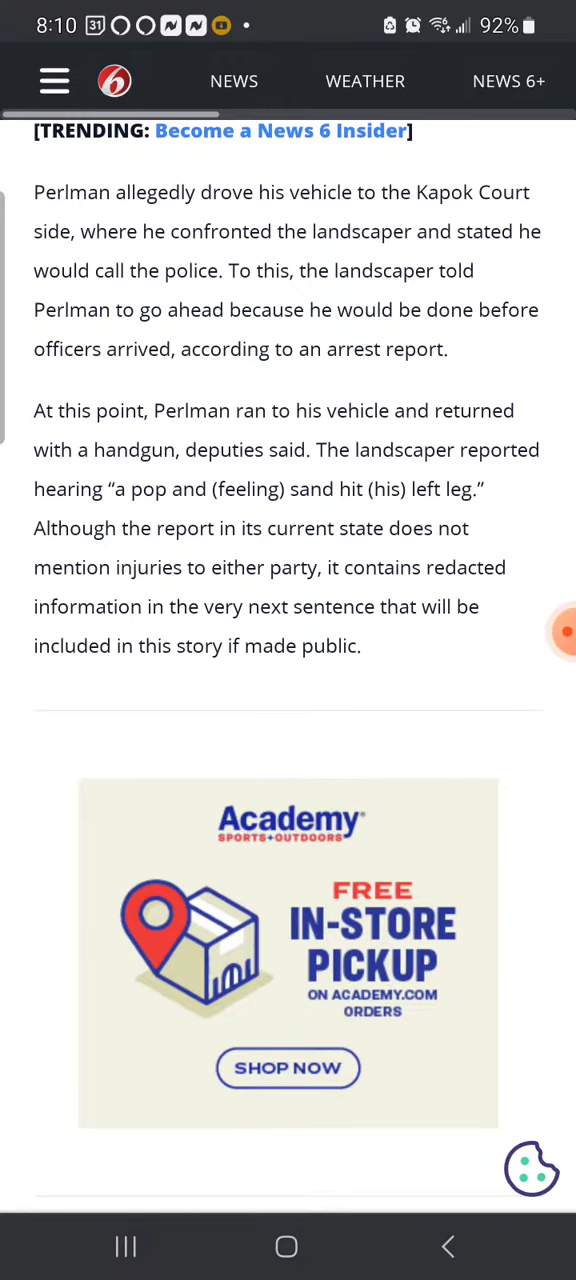 8:10 31 92%
6 NEWS WEATHER NEWS 6+
[TRENDING: Become a News 6 Insider]
Perlman allegedly drove his vehicle to the Kapok Court
side, where he confronted the landscaper and stated he
would call the police. To this, the landscaper told
Perlman to go ahead because he would be done before
officers arrived, according to an arrest report.
At this point, Perlman ran to his vehicle and returned
with a handgun, deputies said. The landscaper reported
hearing “a pop and (feeling) sand hit (his) left leg.”
Although the report in its current state does not
mention injuries to either party, it contains redacted
information in the very next sentence that will be
included in this story if made public.
Academy
SPORTS+OUTDOORS
FREE
IN-STORE
PICKUP
ON ACADEMY.COM
ORDERS
SHOP NOW